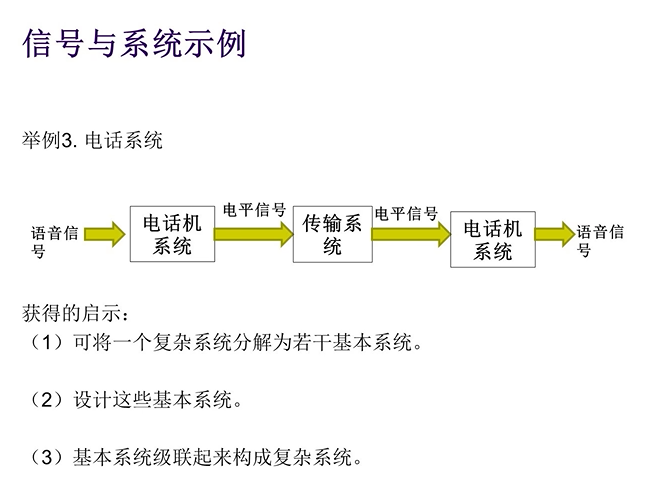 信号与系统示例
举例3. 电话系统
语音信
号
电话机
系统
电平信号
传输系
统
电平信号
电话机
系统
语音信
号
获得的启示：
（1）可将一个复杂系统分解为若干基本系统。
（2）设计这些基本系统。
（3）基本系统级联起来构成复杂系统。